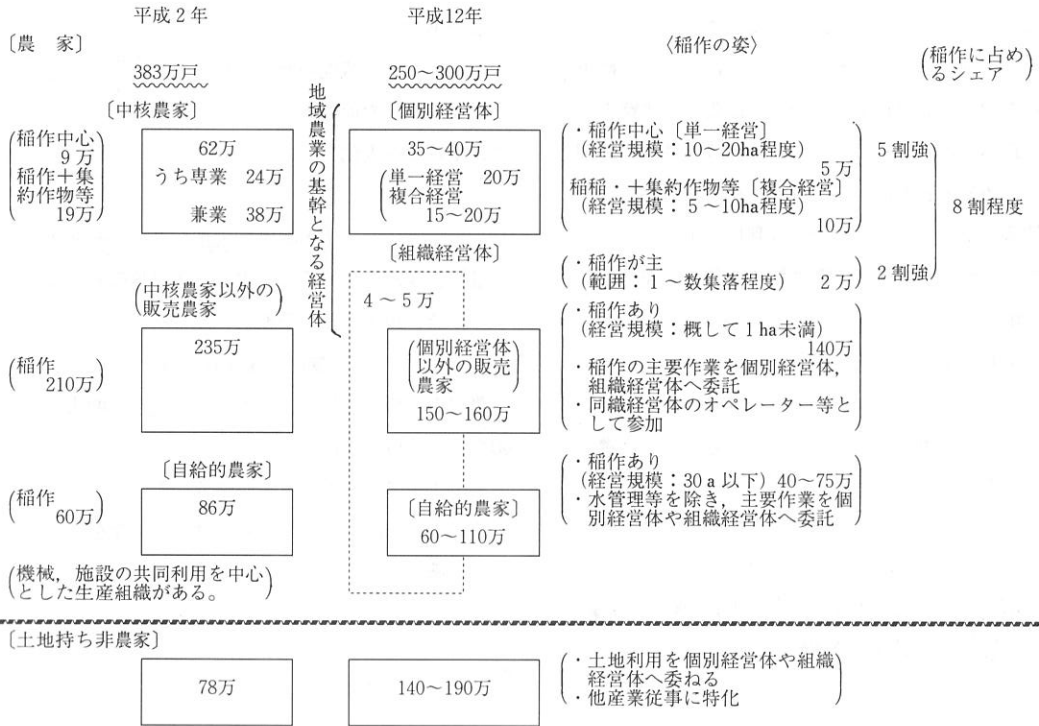 平成２年
平成12年
〔農　家〕
〈稲作の姿〉
(稲作に占め
るシェア)
383万戸
250～300万戸
地域農業の基幹となる経営体
〔中核農家〕
〔個別経営体〕
(稲作中心
９万
稲作＋集
約作物等
19万)
62万
うち専業　24万
兼業　38万
35～40万
(単一経営　20万
複合経営
15～20万
(・稲作中心〔単一経営〕
(経営規模：10～20ha程度)
５万
稲稲・＋集約作物等〔複合経営〕
(経営規模：５～10ha程度)
10万)
５割強
８割程度
〔組織経営体〕
４～５万
(・稲作が主
(範囲：１～数集落程度)　２万)
２割強
(中核農家以外の
販売農家)
235万
(稲作
210万)
(個別経営体
以外の販売
農家)
150～160万
(・稲作あり
(経営規模：概して１ha未満)
140万
・稲作の主要作業を個別経営体，
組織経営体へ委託
・同織経営体のオペレーター等と
して参加)
〔自給的農家〕
(稲作
60万)
86万
〔自給的農家〕
60～110万
(・稲作あり
(経営規模：30ａ以下) 40～75万
・水管理等を除き，主要作業を個
別経営体や組織経営体へ委託)
(機械，施設の共同利用を中心
とした生産組織がある。)
〔土地持ち非農家〕
78万
140～190万
(・土地利用を個別経営体や組織
経営体へ委ねる
・他産業従事に特化)